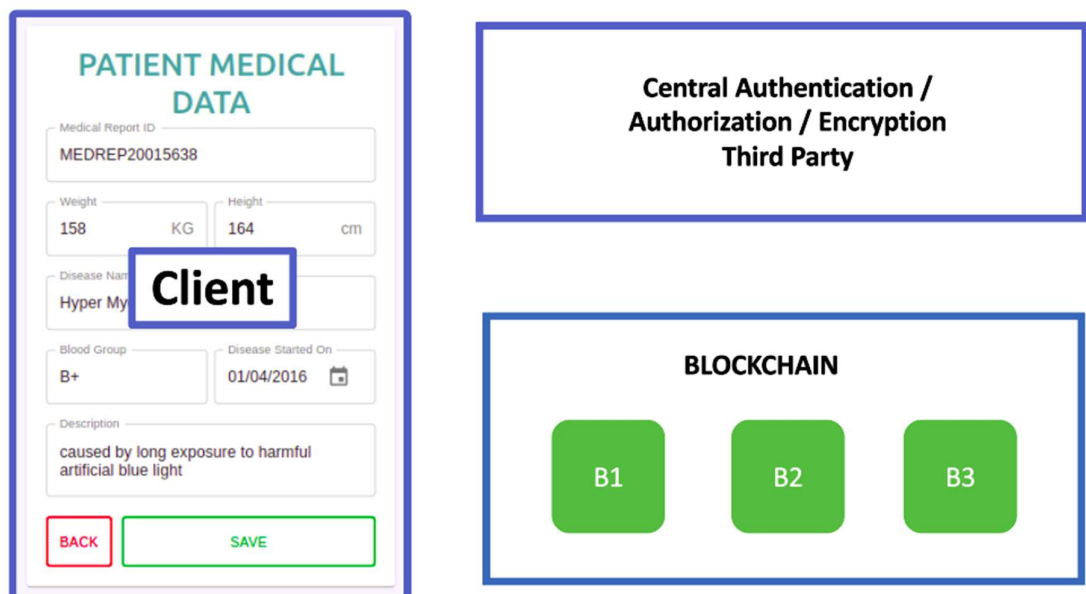 PATIENT MEDICAL
DATA
Medical Report ID
MEDREP20015638
Weight
158 KG
Height
164 cm
Disease
Hyper
Client
Blood Group
B+
Disease Started On
01/04/2016
Description
caused by long exposure to harmful
artificial blue light
BACK
SAVE
Central Authentication /
Authorization / Encryption
Third Party
BLOCKCHAIN
B1
B2
B3